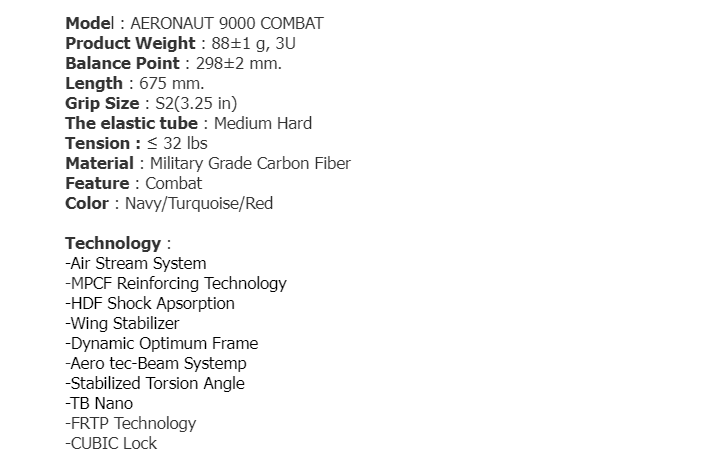 Model : AERONAUT 9000 COMBAT
Product Weight : 88±1 g, 3U
Balance Point : 298±2 mm.
Length : 675 mm.
Grip Size : S2(3.25 in)
The elastic tube : Medium Hard
Tension : ≤ 32 lbs
Material : Military Grade Carbon Fiber
Feature : Combat
Color : Navy/Turquoise/Red
Technology :
-Air Stream System
-MPCF Reinforcing Technology
-HDF Shock Apsorption
-Wing Stabilizer
-Dynamic Optimum Frame
-Aero tec-Beam Systemp
-Stabilized Torsion Angle
-TB Nano
-FRTP Technology
-CUBIC Lock